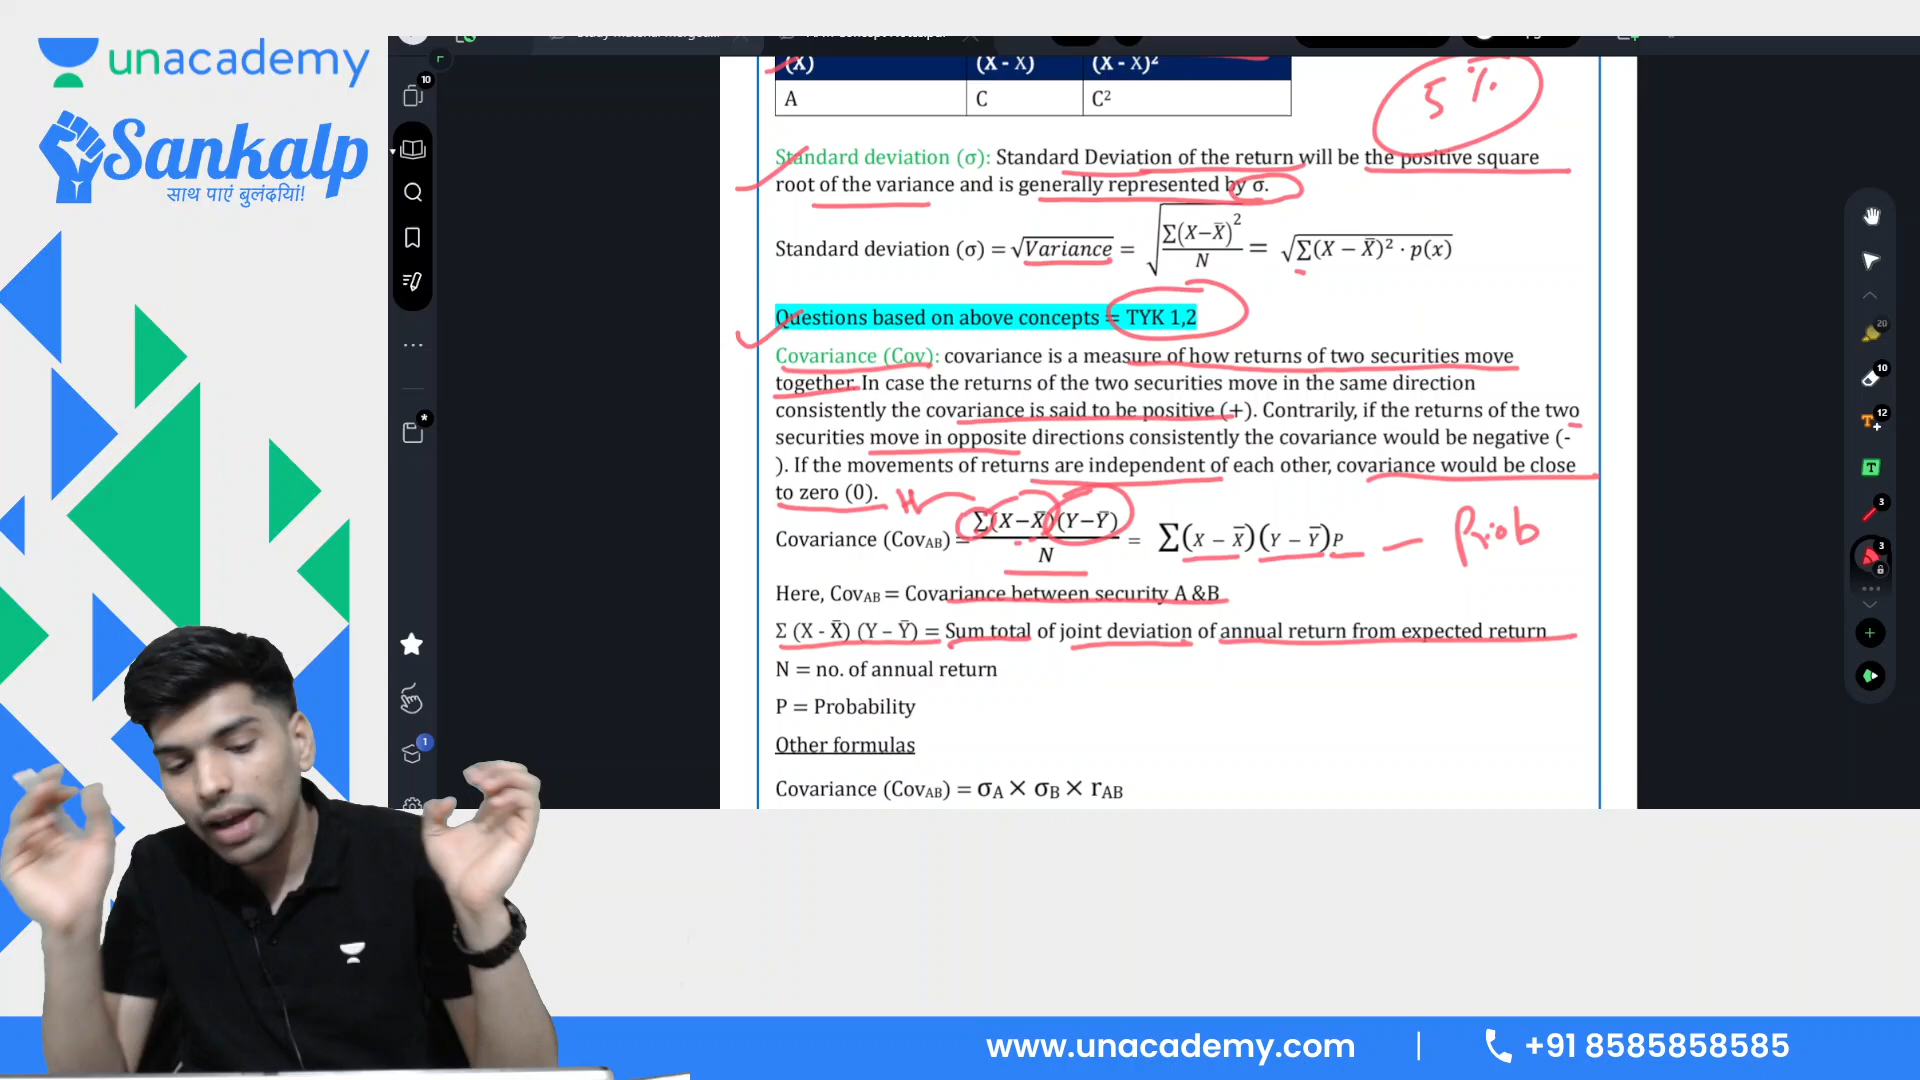 unacademy
Sankalp
साथ पाएं बुलंदियां!
(X) (X - X̄) (X - X̄)²
A C C²
5 %
Standard deviation (σ): Standard Deviation of the return will be the positive square
root of the variance and is generally represented by σ.
Standard deviation (σ) = √Variance = √(∑(X−X̄)²/N) = √∑(X − X̄)² · p(x)
Questions based on above concepts = TYK 1,2
Covariance (Cov): covariance is a measure of how returns of two securities move
together. In case the returns of the two securities move in the same direction
consistently the covariance is said to be positive (+). Contrarily, if the returns of the two
securities move in opposite directions consistently the covariance would be negative (-
). If the movements of returns are independent of each other, covariance would be close
to zero (0).
Covariance (CovAB) = ∑(X−X̄)(Y−Ȳ)/N = ∑(X − X̄)(Y − Ȳ)P
Prob
Here, CovAB = Covariance between security A &B
Σ (X - X̄) (Y – Ȳ) = Sum total of joint deviation of annual return from expected return
N = no. of annual return
P = Probability
Other formulas
Covariance (CovAB) = σA × σB × rAB
10
*
1
20
10
12
3
3
www.unacademy.com | +91 8585858585